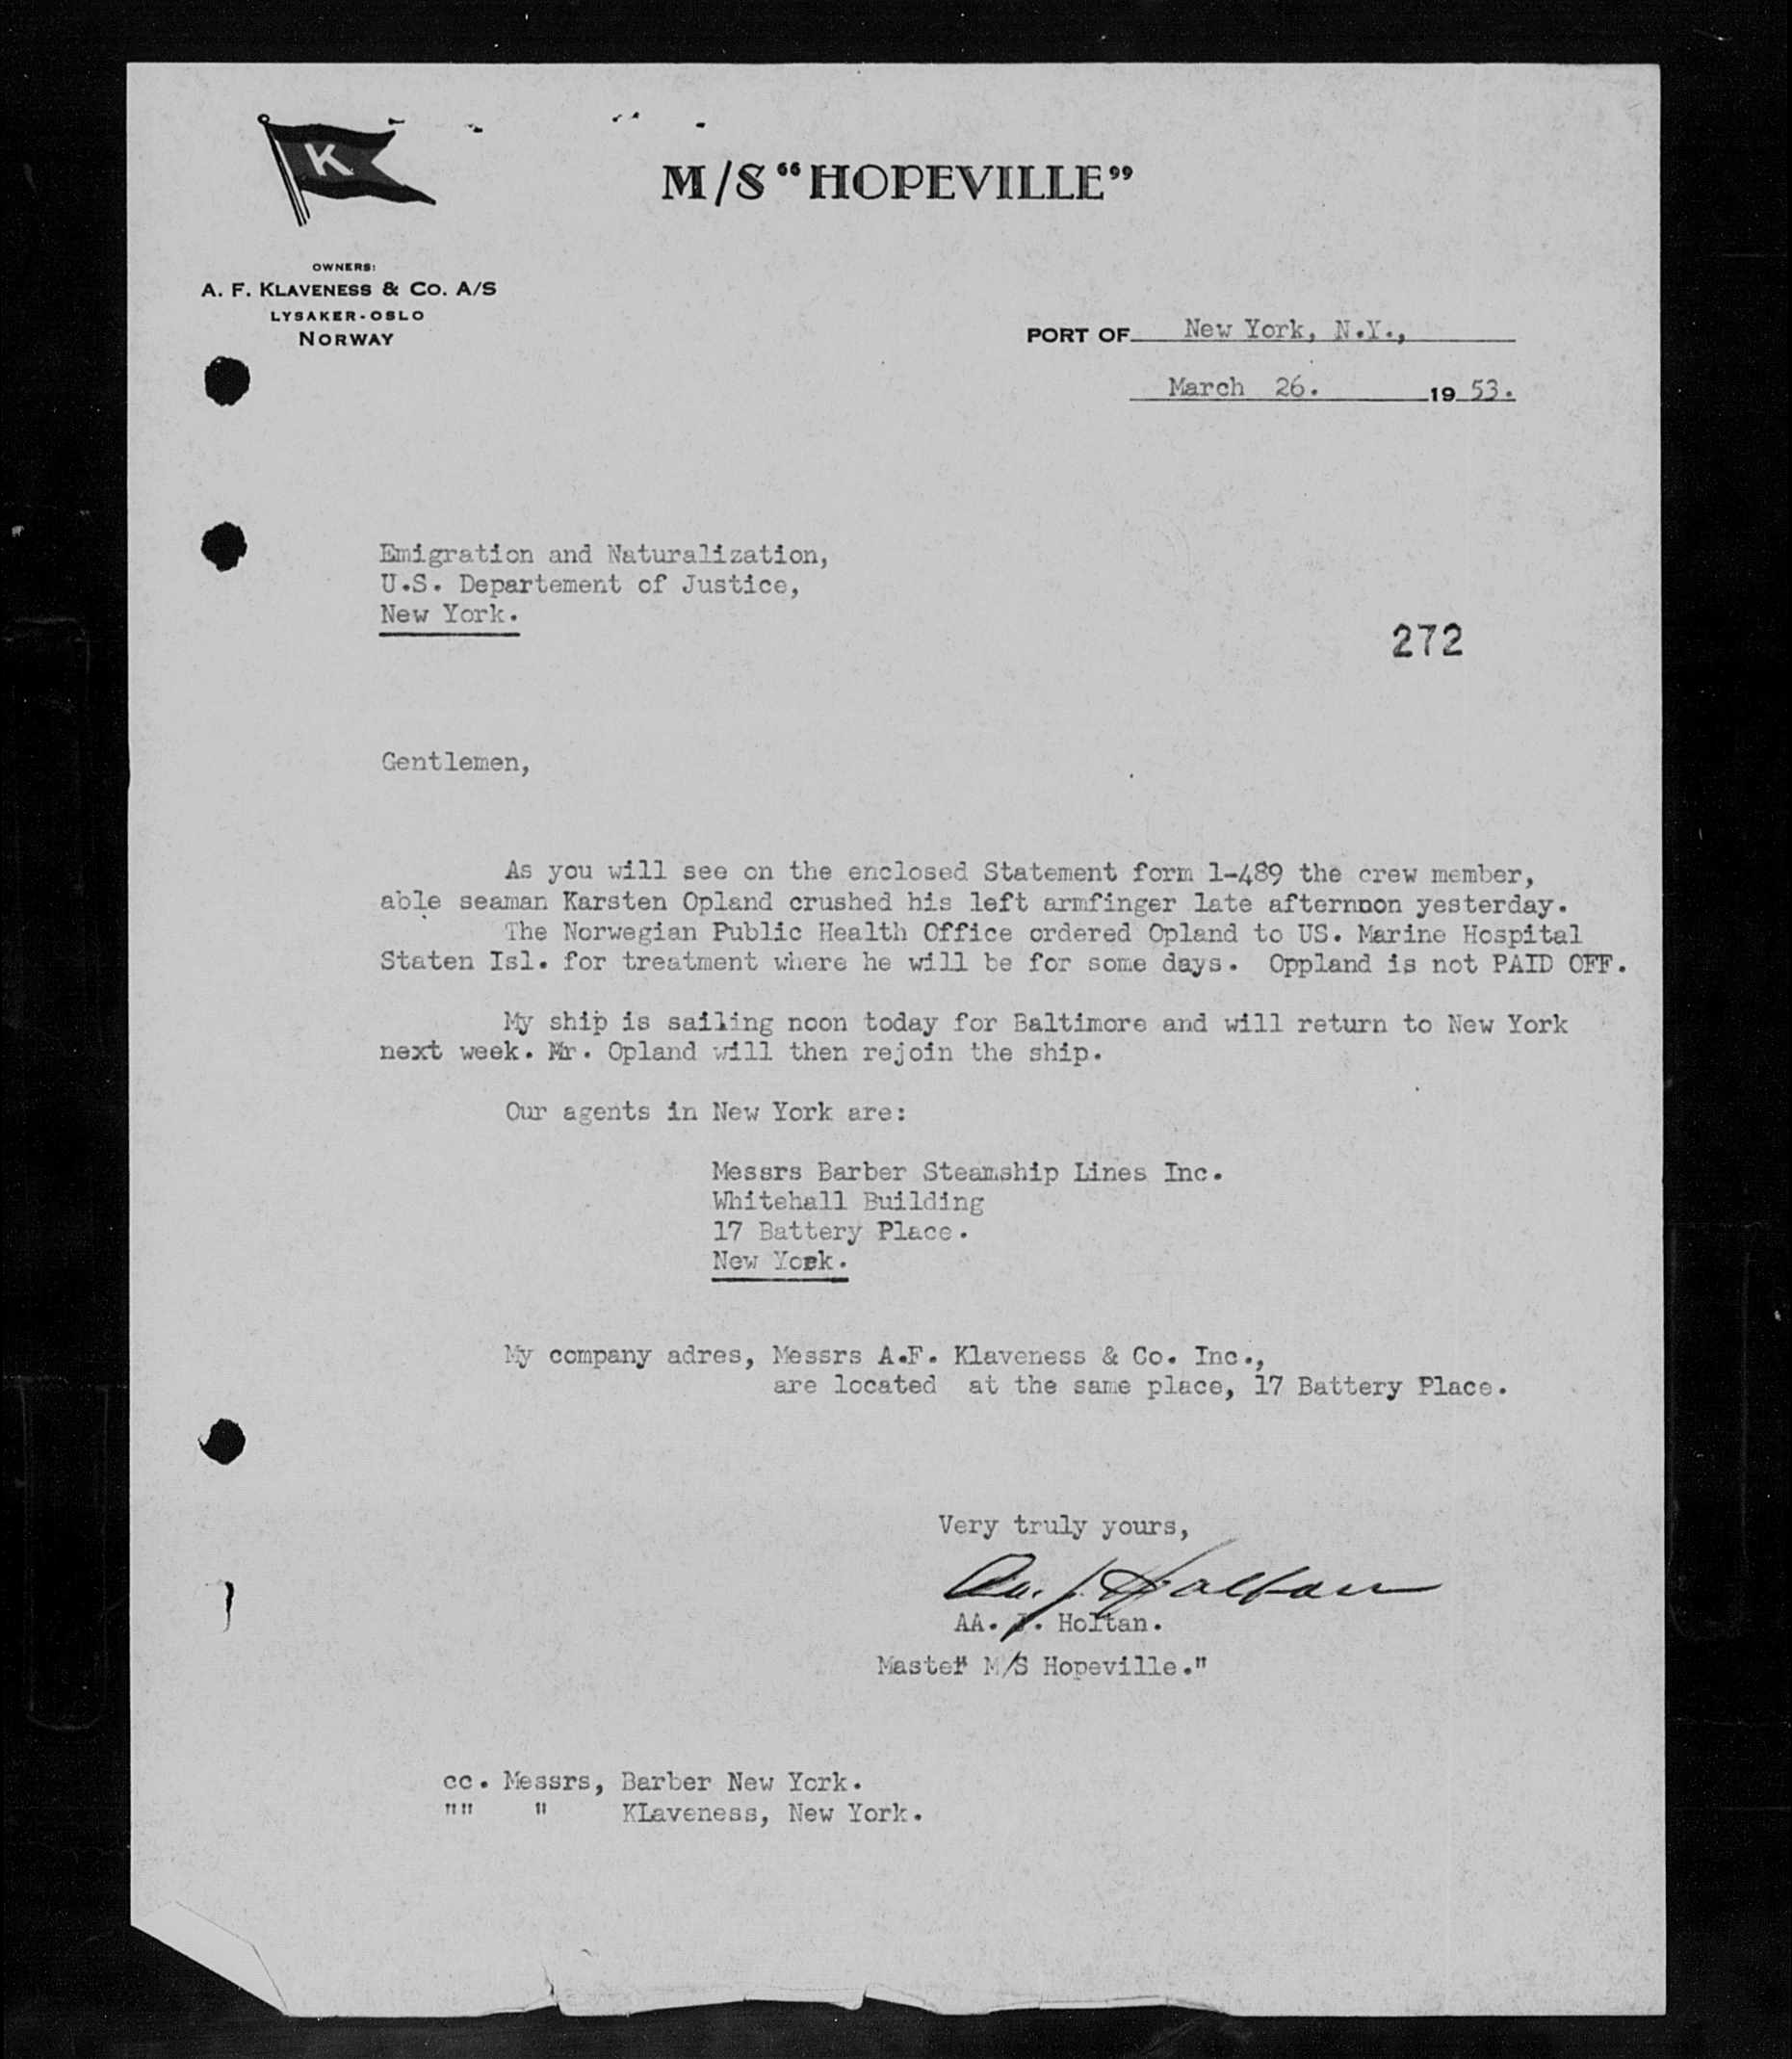 K
M/S “HOPEVILLE”
OWNERS:
A. F. KLAVENESS & CO. A/S
LYSAKER-OSLO
NORWAY
PORT OF New York, N.Y.,
March 26. 19 53.
Emigration and Naturalization,
U.S. Departement of Justice,
New York.
272
Gentlemen,
As you will see on the enclosed Statement form 1-489 the crew member,
able seaman Karsten Opland crushed his left armfinger late afternnon yesterday.
The Norwegian Public Health Office ordered Opland to US. Marine Hospital
Staten Isl. for treatment where he will be for some days. Oppland is not PAID OFF.
My ship is sailing noon today for Baltimore and will return to New York
next week. Mr. Opland will then rejoin the ship.
Our agents in New York are:
Messrs Barber Steamship Lines Inc.
Whitehall Building
17 Battery Place.
New York.
My company adres, Messrs A.F. Klaveness & Co. Inc.,
are located at the same place, 17 Battery Place.
Very truly yours,
Aa. J. Holtan
AA. J. Holtan.
Master" M/S Hopeville."
cc. Messrs, Barber New York.
"" " KLaveness, New York.